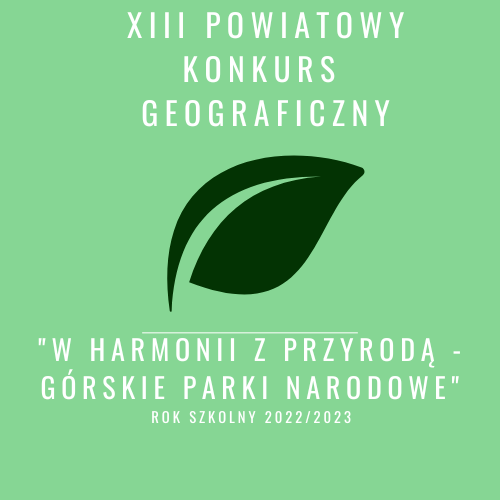 XIII POWIATOWY
KONKURS
GEOGRAFICZNY
"W HARMONII Z PRZYRODĄ -
GÓRSKIE PARKI NARODOWE"
ROK SZKOLNY 2022/2023